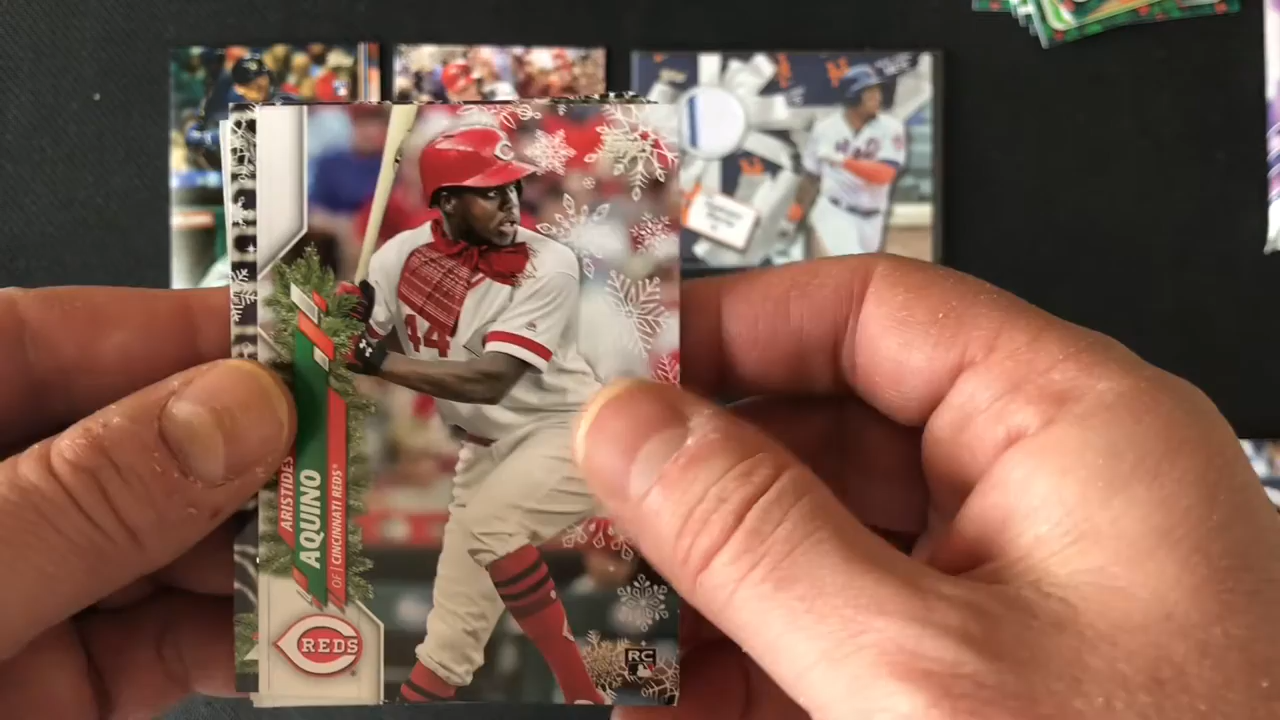 C
44
ARISTIDES
AQUINO
OF | CINCINNATI REDS®
REDS
RC